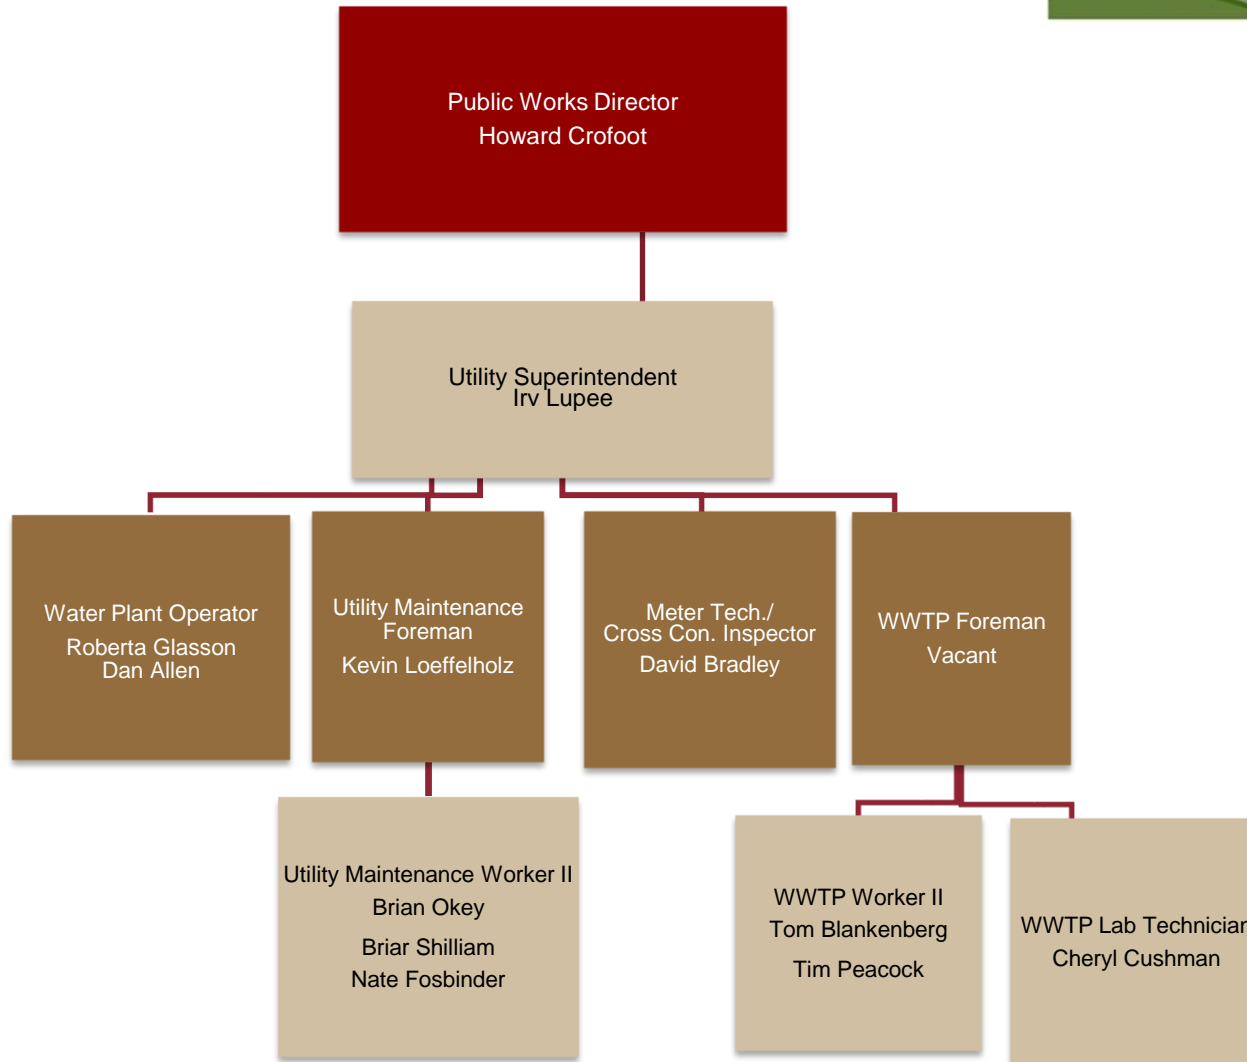 Public Works Director
Howard Crofoot
Utility Superintendent
Irv Lupee
Water Plant Operator
Roberta Glasson
Dan Allen
Utility Maintenance
Foreman
Kevin Loeffelholz
Meter Tech./
Cross Con. Inspector
David Bradley
WWTP Foreman
Vacant
Utility Maintenance Worker II
Brian Okey
Briar Shilliam
Nate Fosbinder
WWTP Worker II
Tom Blankenberg
Tim Peacock
WWTP Lab Technician
Cheryl Cushman